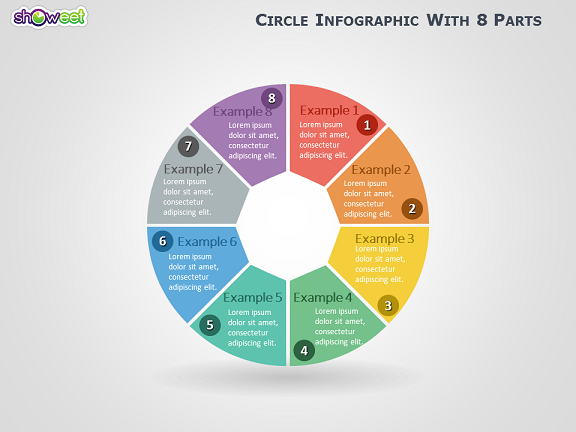 showeet
Circle Infographic With 8 Parts
Example 1
1
Lorem ipsum
dolor sit amet,
consectetur
adipiscing elit.
Example 2
Lorem ipsum
dolor sit amet,
consectetur
adipiscing elit.
2
Example 3
Lorem ipsum
dolor sit amet,
consectetur
adipiscing elit.
3
Example 4
Lorem ipsum
dolor sit amet,
consectetur
adipiscing elit.
4
Example 5
Lorem ipsum
dolor sit amet,
consectetur
adipiscing elit.
5
6
Example 6
Lorem ipsum
dolor sit amet,
consectetur
adipiscing elit.
7
Example 7
Lorem ipsum
dolor sit amet,
consectetur
adipiscing elit.
8
Example 8
Lorem ipsum
dolor sit amet,
consectetur
adipiscing elit.